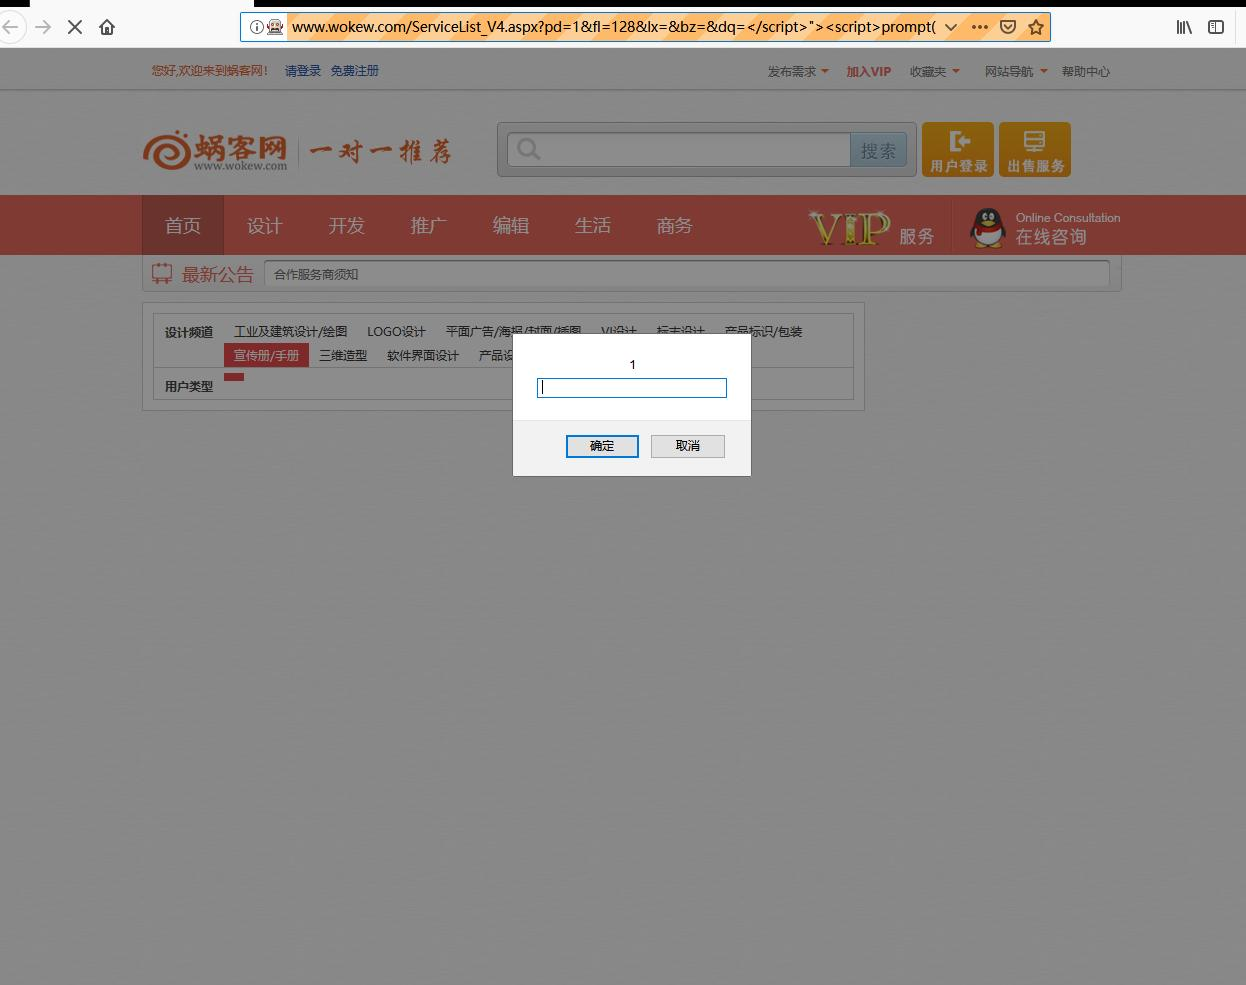 www.wokew.com/ServiceList_V4.aspx?pd=1&fl=128&lx=&bz=&dq=</script>"><script>prompt(
您好,欢迎来到蜗客网! 请登录 免费注册 发布需求 加入VIP 收藏夹 网站导航 帮助中心
蜗客网 一对一推荐
www.wokew.com
搜索 用户登录 出售服务
首页 设计 开发 推广 编辑 生活 商务 VIP 服务 Online Consultation
在线咨询
最新公告 合作服务商须知
设计频道 工业及建筑设计/绘图 LOGO设计 平面广告/海报/封面/插图 VI设计 标志设计 产品标识/包装
宣传册/手册 三维造型 软件界面设计 产品设
用户类型
1
确定 取消